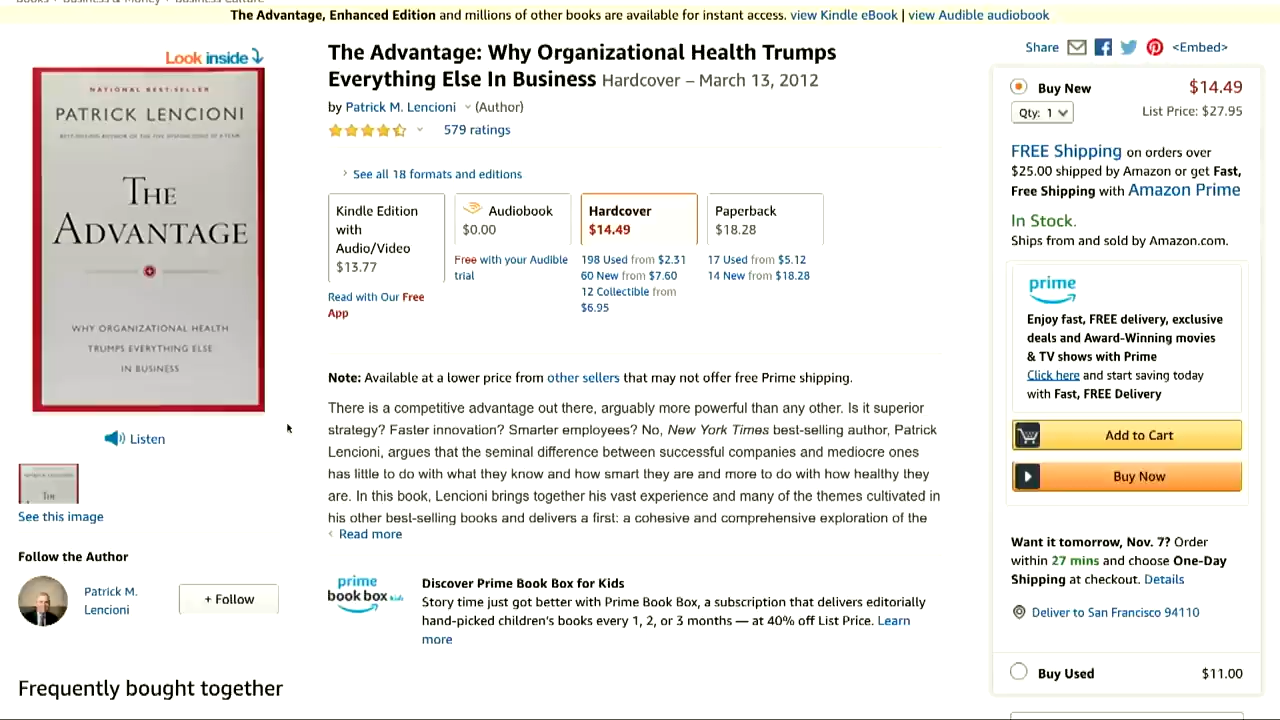 Books › Business & Money › Business Culture
The Advantage, Enhanced Edition and millions of other books are available for instant access. view Kindle eBook | view Audible audiobook
Look inside
NATIONAL BEST-SELLER
PATRICK LENCIONI
BEST-SELLING AUTHOR OF THE FIVE DYSFUNCTIONS OF A TEAM
THE
ADVANTAGE
WHY ORGANIZATIONAL HEALTH
TRUMPS EVERYTHING ELSE
IN BUSINESS
Listen
THE
See this image
Follow the Author
Patrick M.
Lencioni
+ Follow
Frequently bought together
The Advantage: Why Organizational Health Trumps
Everything Else In Business Hardcover – March 13, 2012
by Patrick M. Lencioni (Author)
579 ratings
See all 18 formats and editions
Kindle Edition
with
Audio/Video
$13.77
Read with Our Free
App
Audiobook
$0.00
Free with your Audible
trial
Hardcover
$14.49
198 Used from $2.31
60 New from $7.60
12 Collectible from
$6.95
Paperback
$18.28
17 Used from $5.12
14 New from $18.28
Note: Available at a lower price from other sellers that may not offer free Prime shipping.
There is a competitive advantage out there, arguably more powerful than any other. Is it superior
strategy? Faster innovation? Smarter employees? No, New York Times best-selling author, Patrick
Lencioni, argues that the seminal difference between successful companies and mediocre ones
has little to do with what they know and how smart they are and more to do with how healthy they
are. In this book, Lencioni brings together his vast experience and many of the themes cultivated in
his other best-selling books and delivers a first: a cohesive and comprehensive exploration of the
Read more
prime
book box kids
Discover Prime Book Box for Kids
Story time just got better with Prime Book Box, a subscription that delivers editorially
hand-picked children's books every 1, 2, or 3 months — at 40% off List Price. Learn
more
Share <Embed>
Buy New $14.49
Qty: 1 List Price: $27.95
FREE Shipping on orders over
$25.00 shipped by Amazon or get Fast,
Free Shipping with Amazon Prime
In Stock.
Ships from and sold by Amazon.com.
prime
Enjoy fast, FREE delivery, exclusive
deals and Award-Winning movies
& TV shows with Prime
Click here and start saving today
with Fast, FREE Delivery
Add to Cart
Buy Now
Want it tomorrow, Nov. 7? Order
within 27 mins and choose One-Day
Shipping at checkout. Details
Deliver to San Francisco 94110
Buy Used $11.00